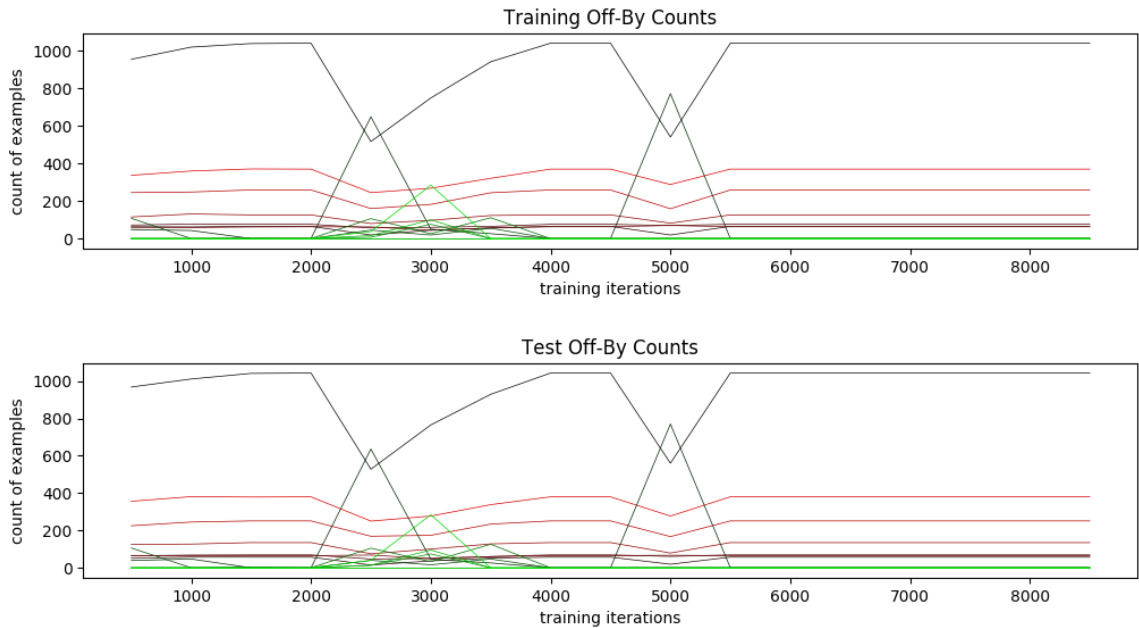 Training Off-By Counts
1000
800
600
400
200
0
count of examples
1000 2000 3000 4000 5000 6000 7000 8000
training iterations
Test Off-By Counts
1000
800
600
400
200
0
count of examples
1000 2000 3000 4000 5000 6000 7000 8000
training iterations